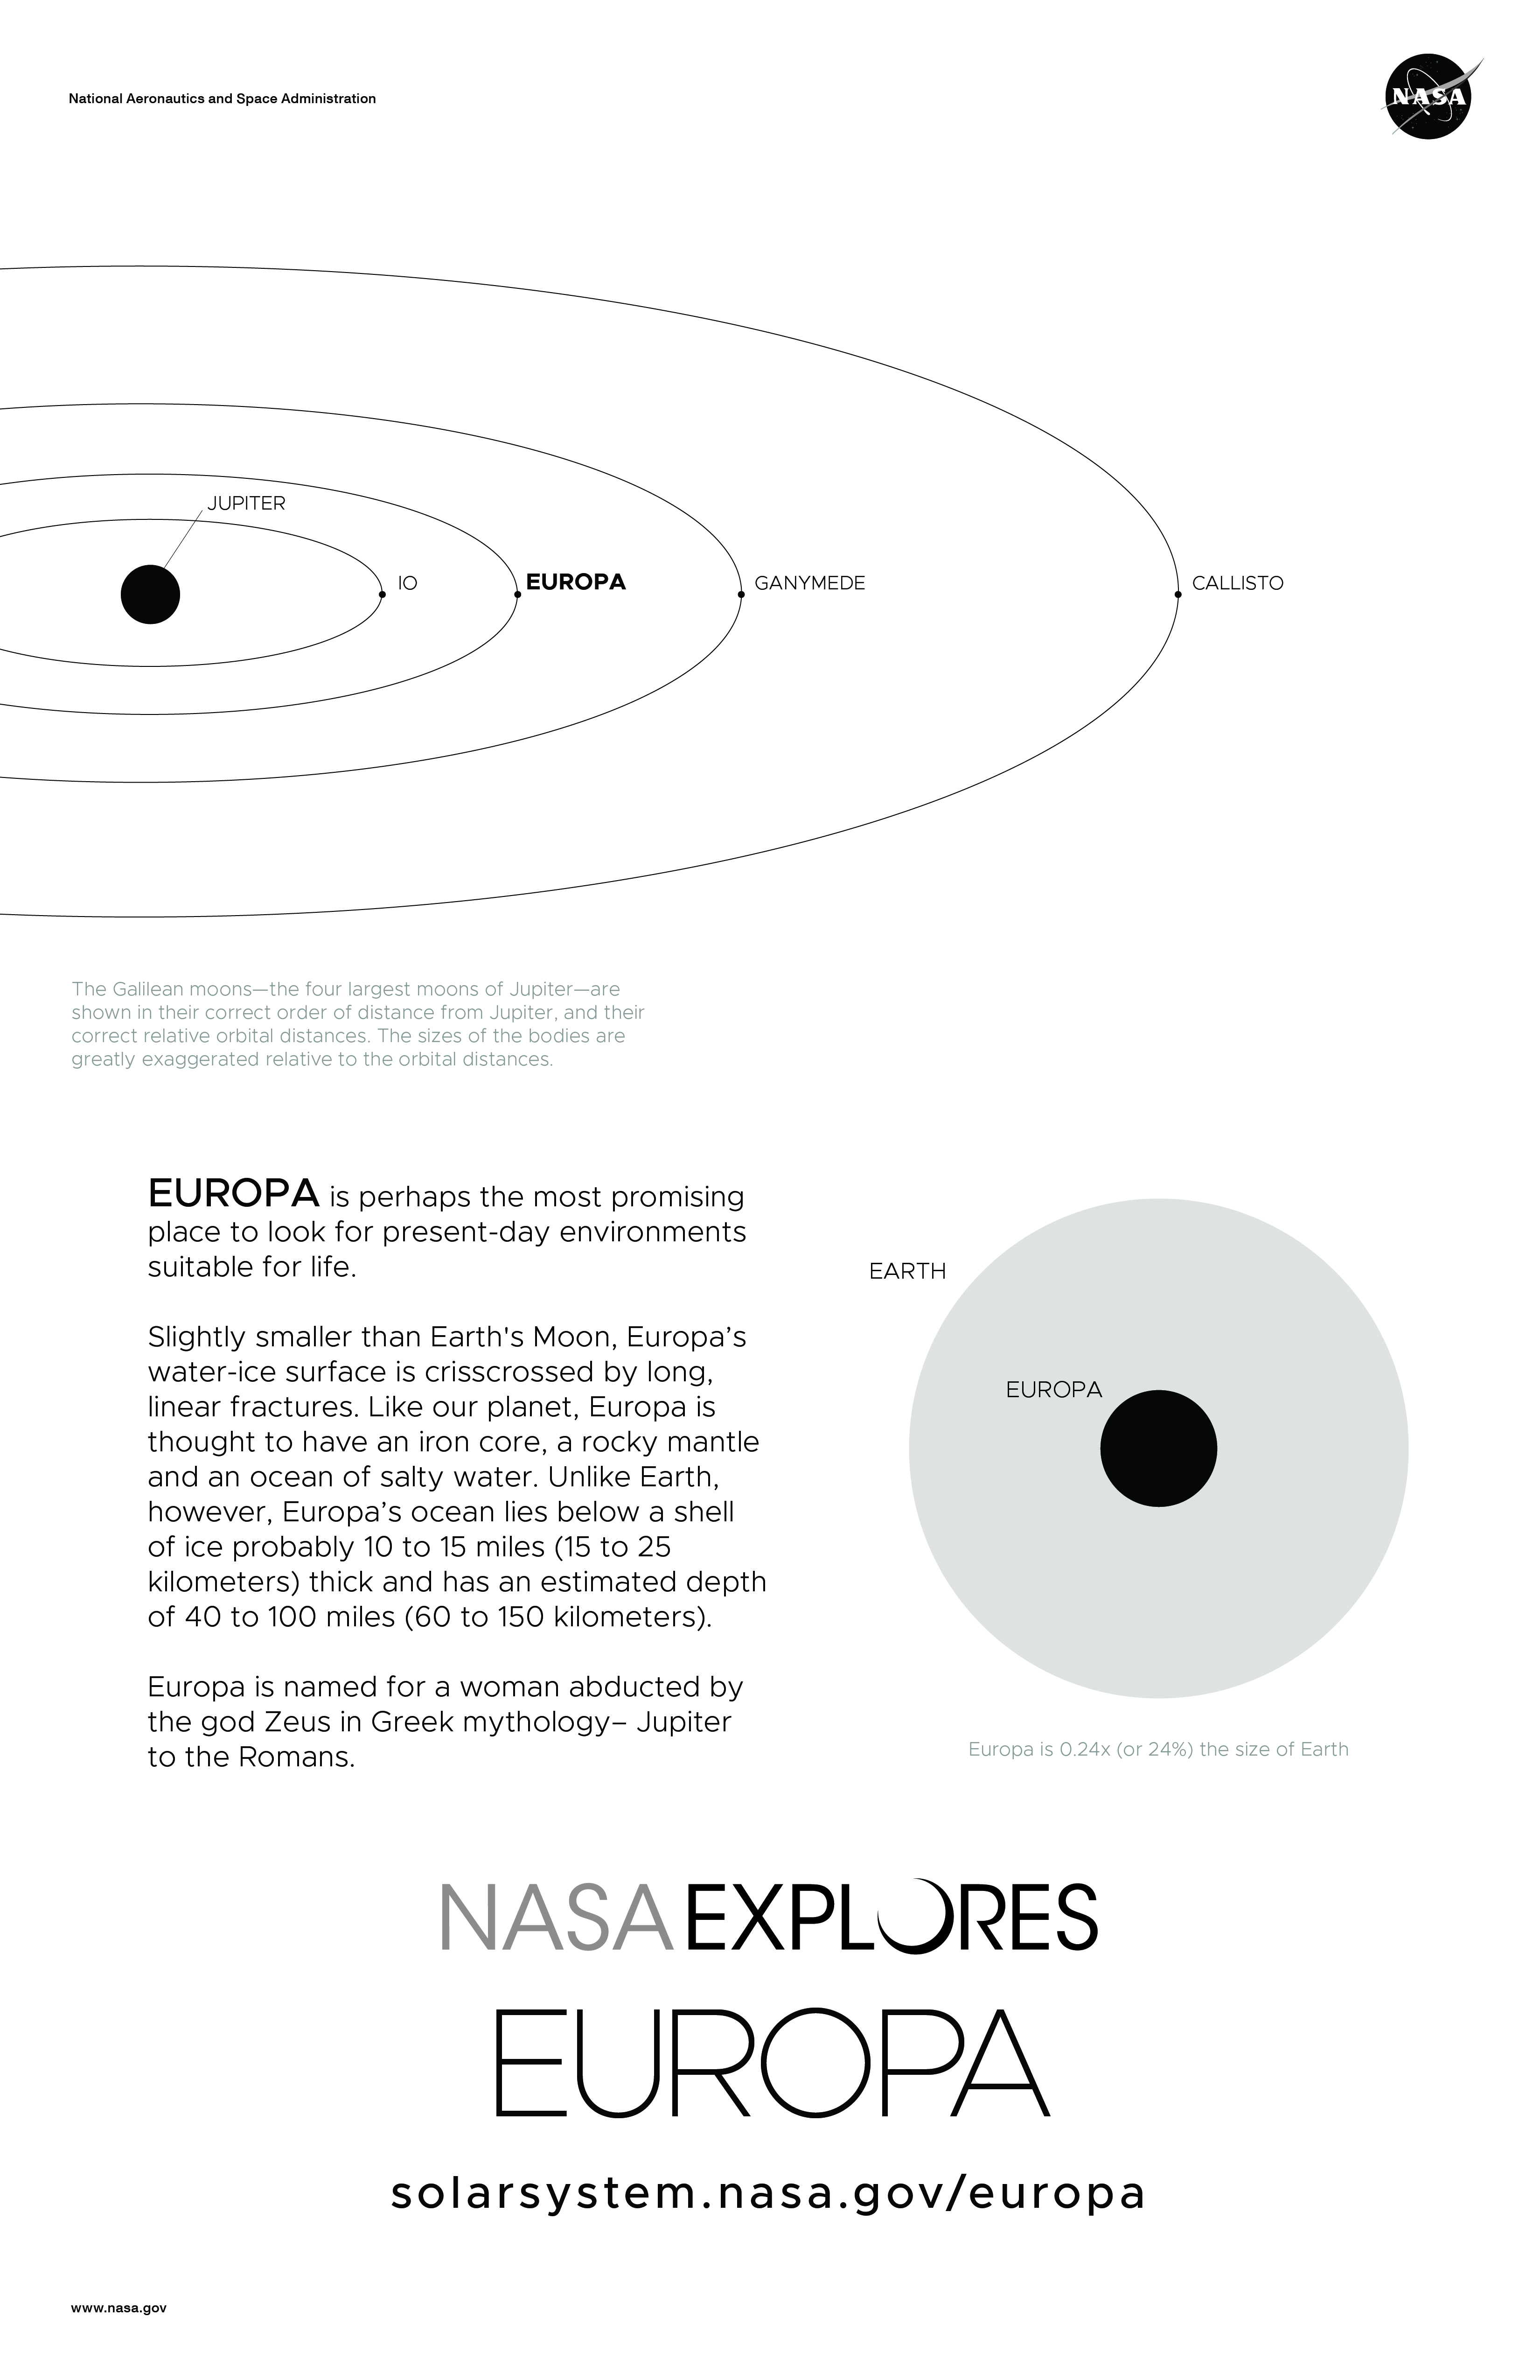 National Aeronautics and Space Administration
NASA
JUPITER
IO
EUROPA
GANYMEDE
CALLISTO
The Galilean moons—the four largest moons of Jupiter—are
shown in their correct order of distance from Jupiter, and their
correct relative orbital distances. The sizes of the bodies are
greatly exaggerated relative to the orbital distances.
EUROPA is perhaps the most promising
place to look for present-day environments
suitable for life.
Slightly smaller than Earth's Moon, Europa’s
water-ice surface is crisscrossed by long,
linear fractures. Like our planet, Europa is
thought to have an iron core, a rocky mantle
and an ocean of salty water. Unlike Earth,
however, Europa’s ocean lies below a shell
of ice probably 10 to 15 miles (15 to 25
kilometers) thick and has an estimated depth
of 40 to 100 miles (60 to 150 kilometers).
Europa is named for a woman abducted by
the god Zeus in Greek mythology– Jupiter
to the Romans.
EARTH
EUROPA
Europa is 0.24x (or 24%) the size of Earth
NASA EXPLORES
EUROPA
solarsystem.nasa.gov/europa
www.nasa.gov